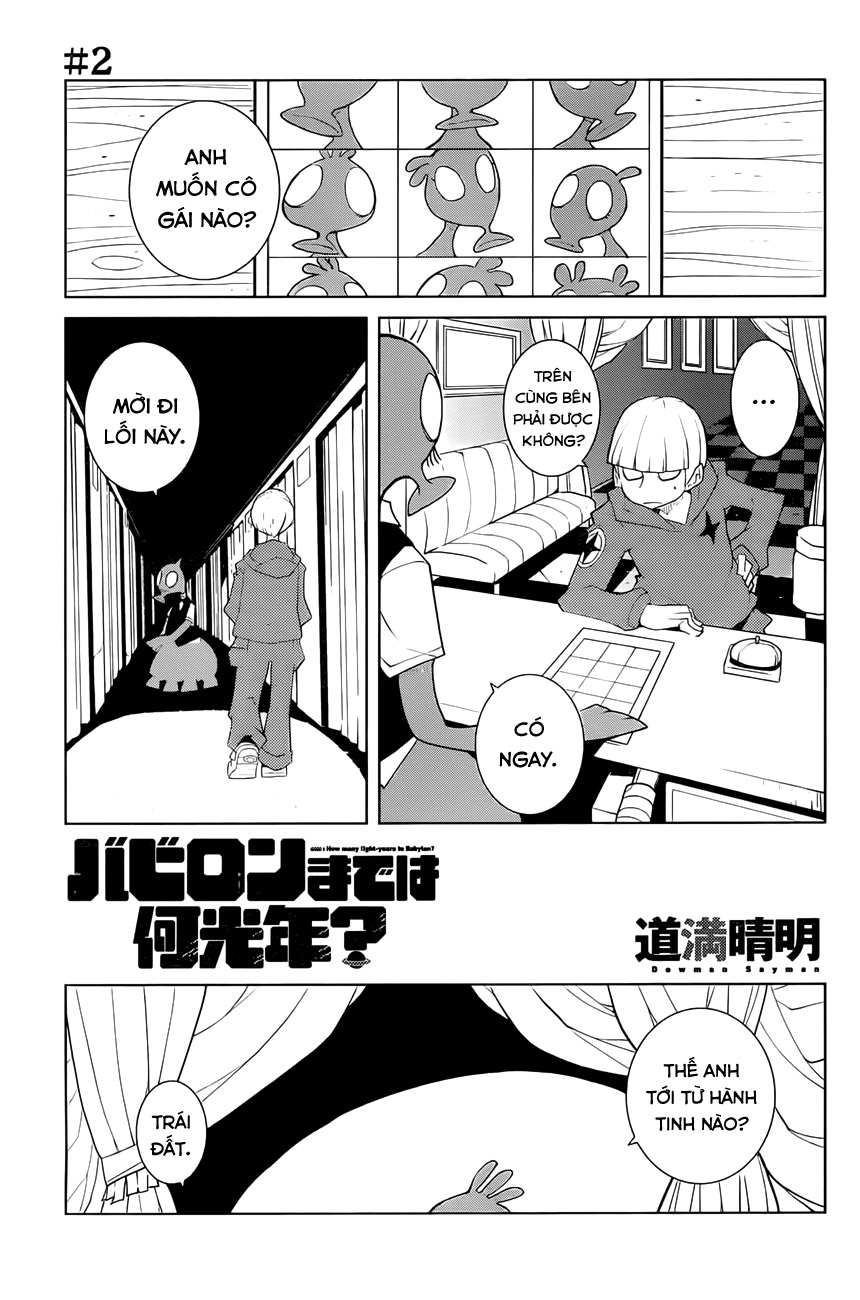 #2
ANH
MUỐN CÔ
GÁI NÀO?
...
TRÊN
CÙNG BÊN
PHẢI ĐƯỢC
KHÔNG?
CÓ
NGAY.
MỜI ĐI
LỐI NÀY.
How many light-years to Babylon?
バビロンまでは
何光年?
道満晴明
Dowman Sayman
THẾ ANH
TỚI TỪ HÀNH
TINH NÀO?
TRÁI
ĐẤT.